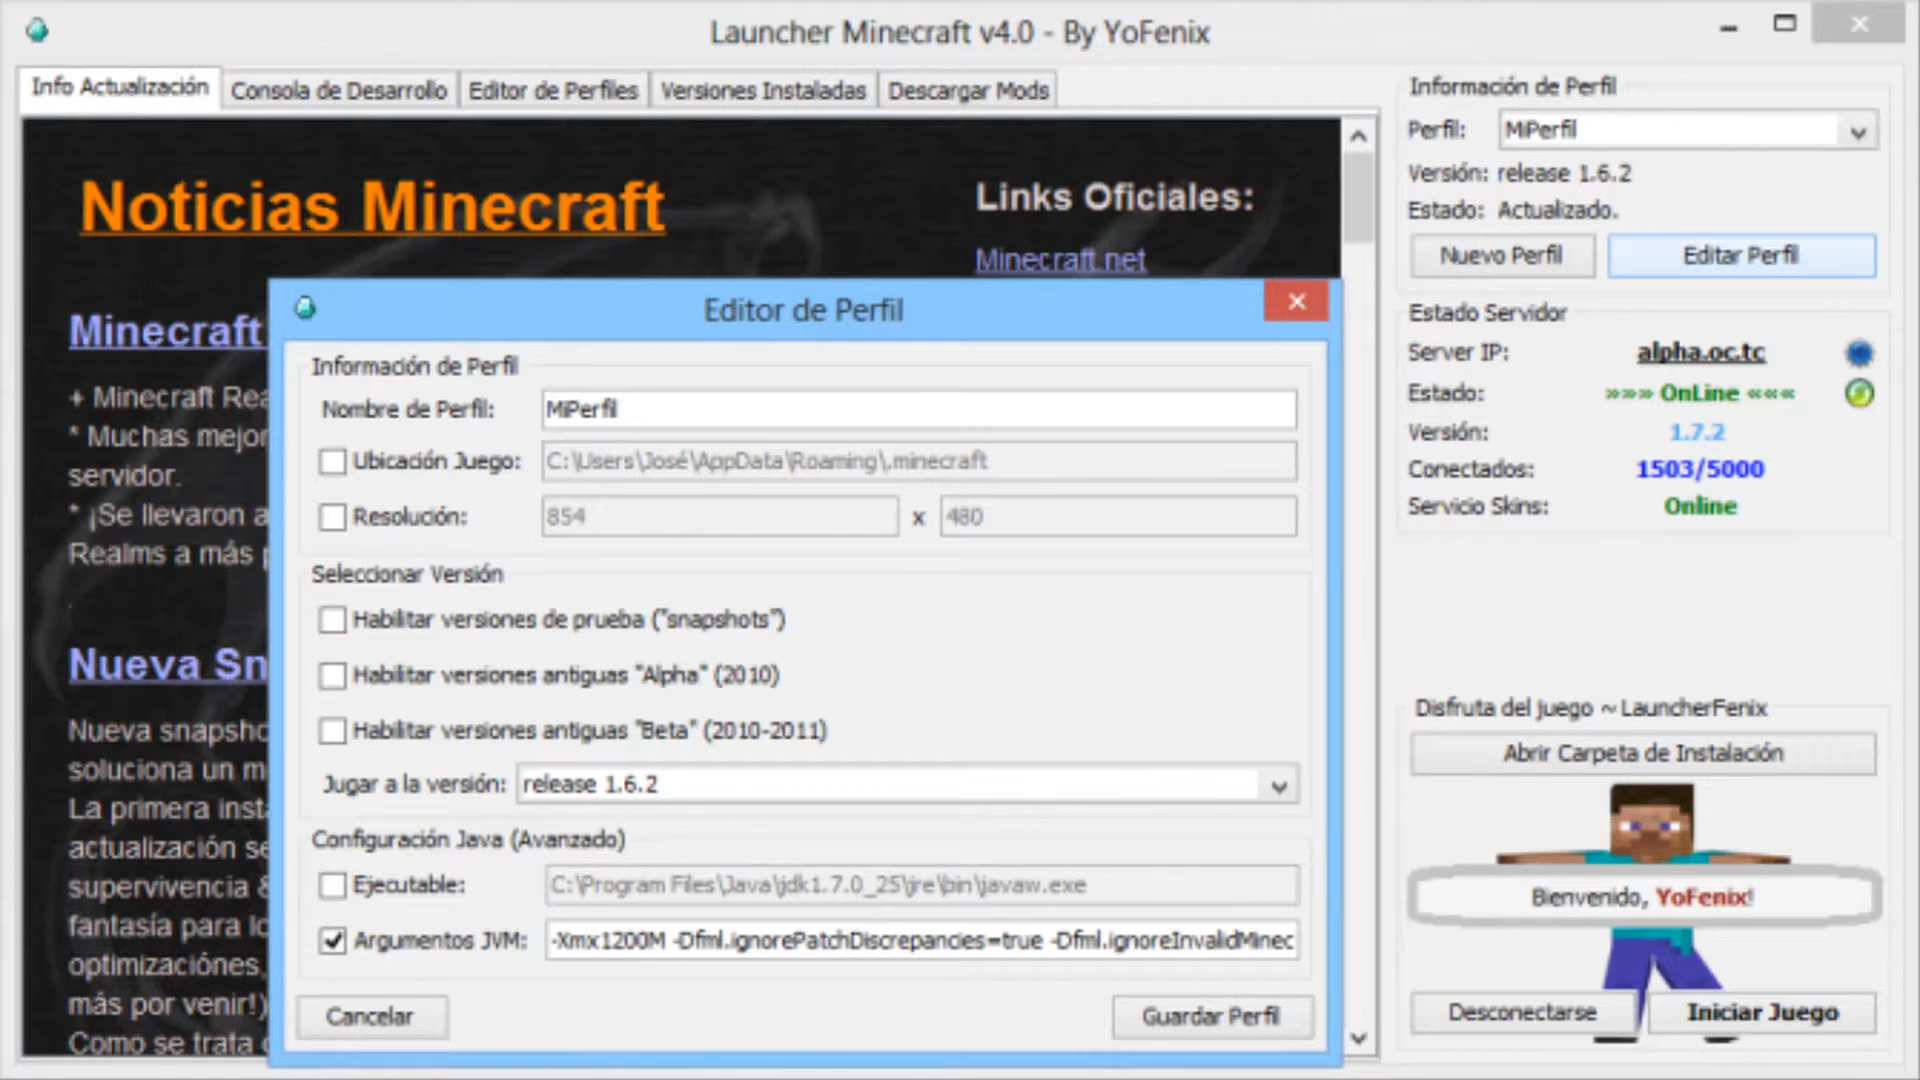 Launcher Minecraft v4.0 - By YoFenix
Info Actualización
Consola de Desarrollo
Editor de Perfiles
Versiones Instaladas
Descargar Mods
Noticias Minecraft
Links Oficiales:
Minecraft.net
Minecraft
+ Minecraft Rea
* Muchas mejor
servidor.
* ¡Se llevaron a
Realms a más p
Nueva Sn
Nueva snapsho
soluciona un m
La primera insta
actualización se
supervivencia &
fantasía para lo
optimizaciónes,
más por venir!)
Como se trata
Editor de Perfil
Información de Perfil
Nombre de Perfil: MiPerfil
Ubicación Juego: C:\Users\José\AppData\Roaming\.minecraft
Resolución: 854 x 480
Seleccionar Versión
Habilitar versiones de prueba ("snapshots")
Habilitar versiones antiguas "Alpha" (2010)
Habilitar versiones antiguas "Beta" (2010-2011)
Jugar a la versión: release 1.6.2
Configuración Java (Avanzado)
Ejecutable: C:\Program Files\Java\jdk1.7.0_25\jre\bin\javaw.exe
Argumentos JVM: -Xmx1200M -Dfml.ignorePatchDiscrepancies=true -Dfml.ignoreInvalidMinec
Cancelar
Guardar Perfil
Información de Perfil
Perfil: MiPerfil
Versión: release 1.6.2
Estado: Actualizado.
Nuevo Perfil
Editar Perfil
Estado Servidor
Server IP: alpha.oc.tc
Estado: »»» OnLine «««
Versión: 1.7.2
Conectados: 1503/5000
Servicio Skins: Online
Disfruta del juego ~ LauncherFenix
Abrir Carpeta de Instalación
Bienvenido, YoFenix!
Desconectarse
Iniciar Juego